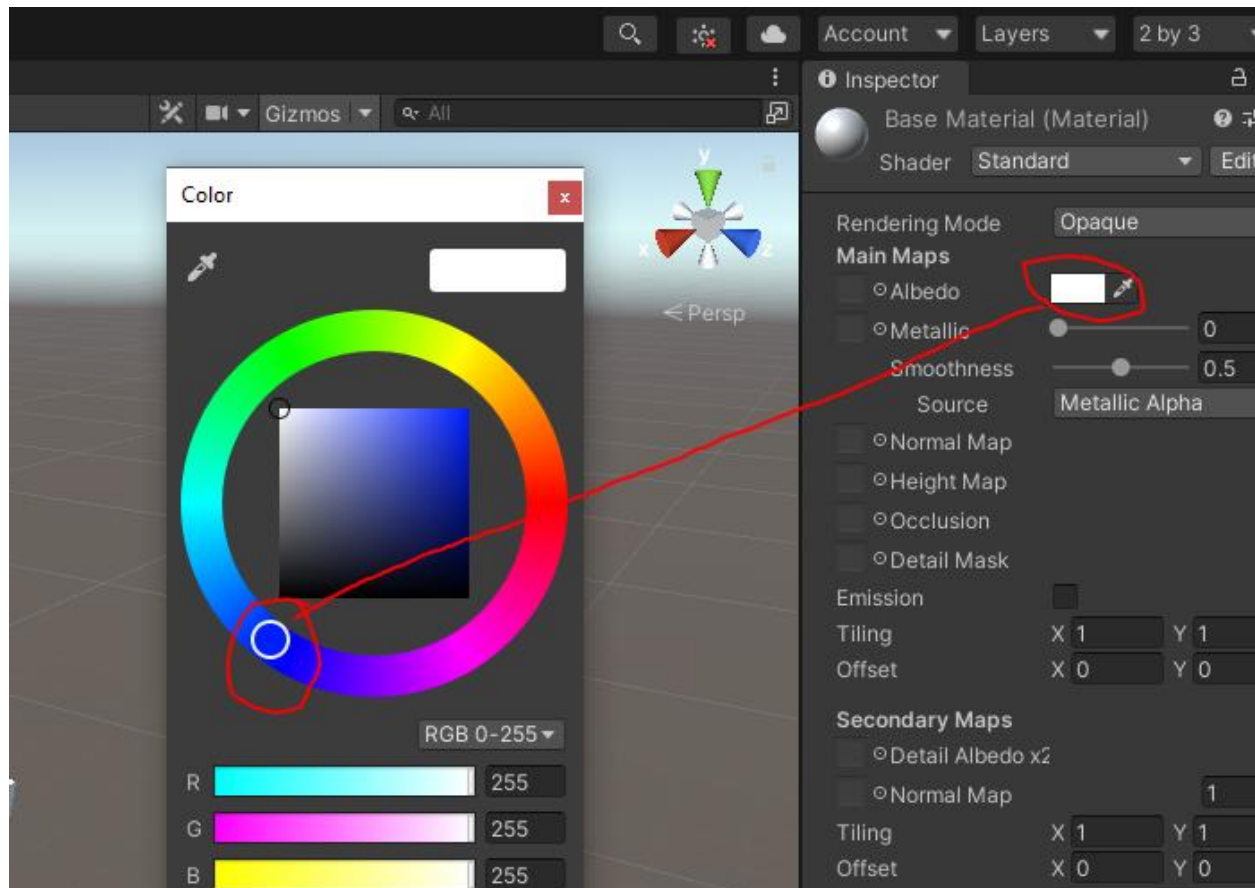 Account Layers 2 by 3
Inspector
Gizmos All
Base Material (Material)
Shader Standard Edit
Color x
y
x z
Persp
Rendering Mode Opaque
Main Maps
Albedo
Metallic 0
Smoothness 0.5
Source Metallic Alpha
Normal Map
Height Map
Occlusion
Detail Mask
Emission
Tiling X 1 Y 1
Offset X 0 Y 0
RGB 0-255
R 255
G 255
B 255
Secondary Maps
Detail Albedo x2
Normal Map 1
Tiling X 1 Y 1
Offset X 0 Y 0